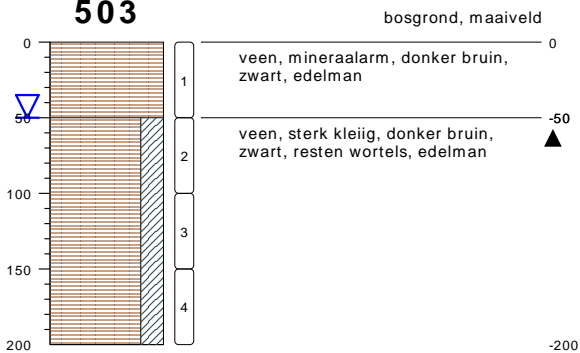 503
bosgrond, maaiveld
0
0
veen, mineraalarm, donker bruin,
zwart, edelman
1
50
-50
veen, sterk kleiig, donker bruin,
zwart, resten wortels, edelman
2
100
3
150
4
200
-200